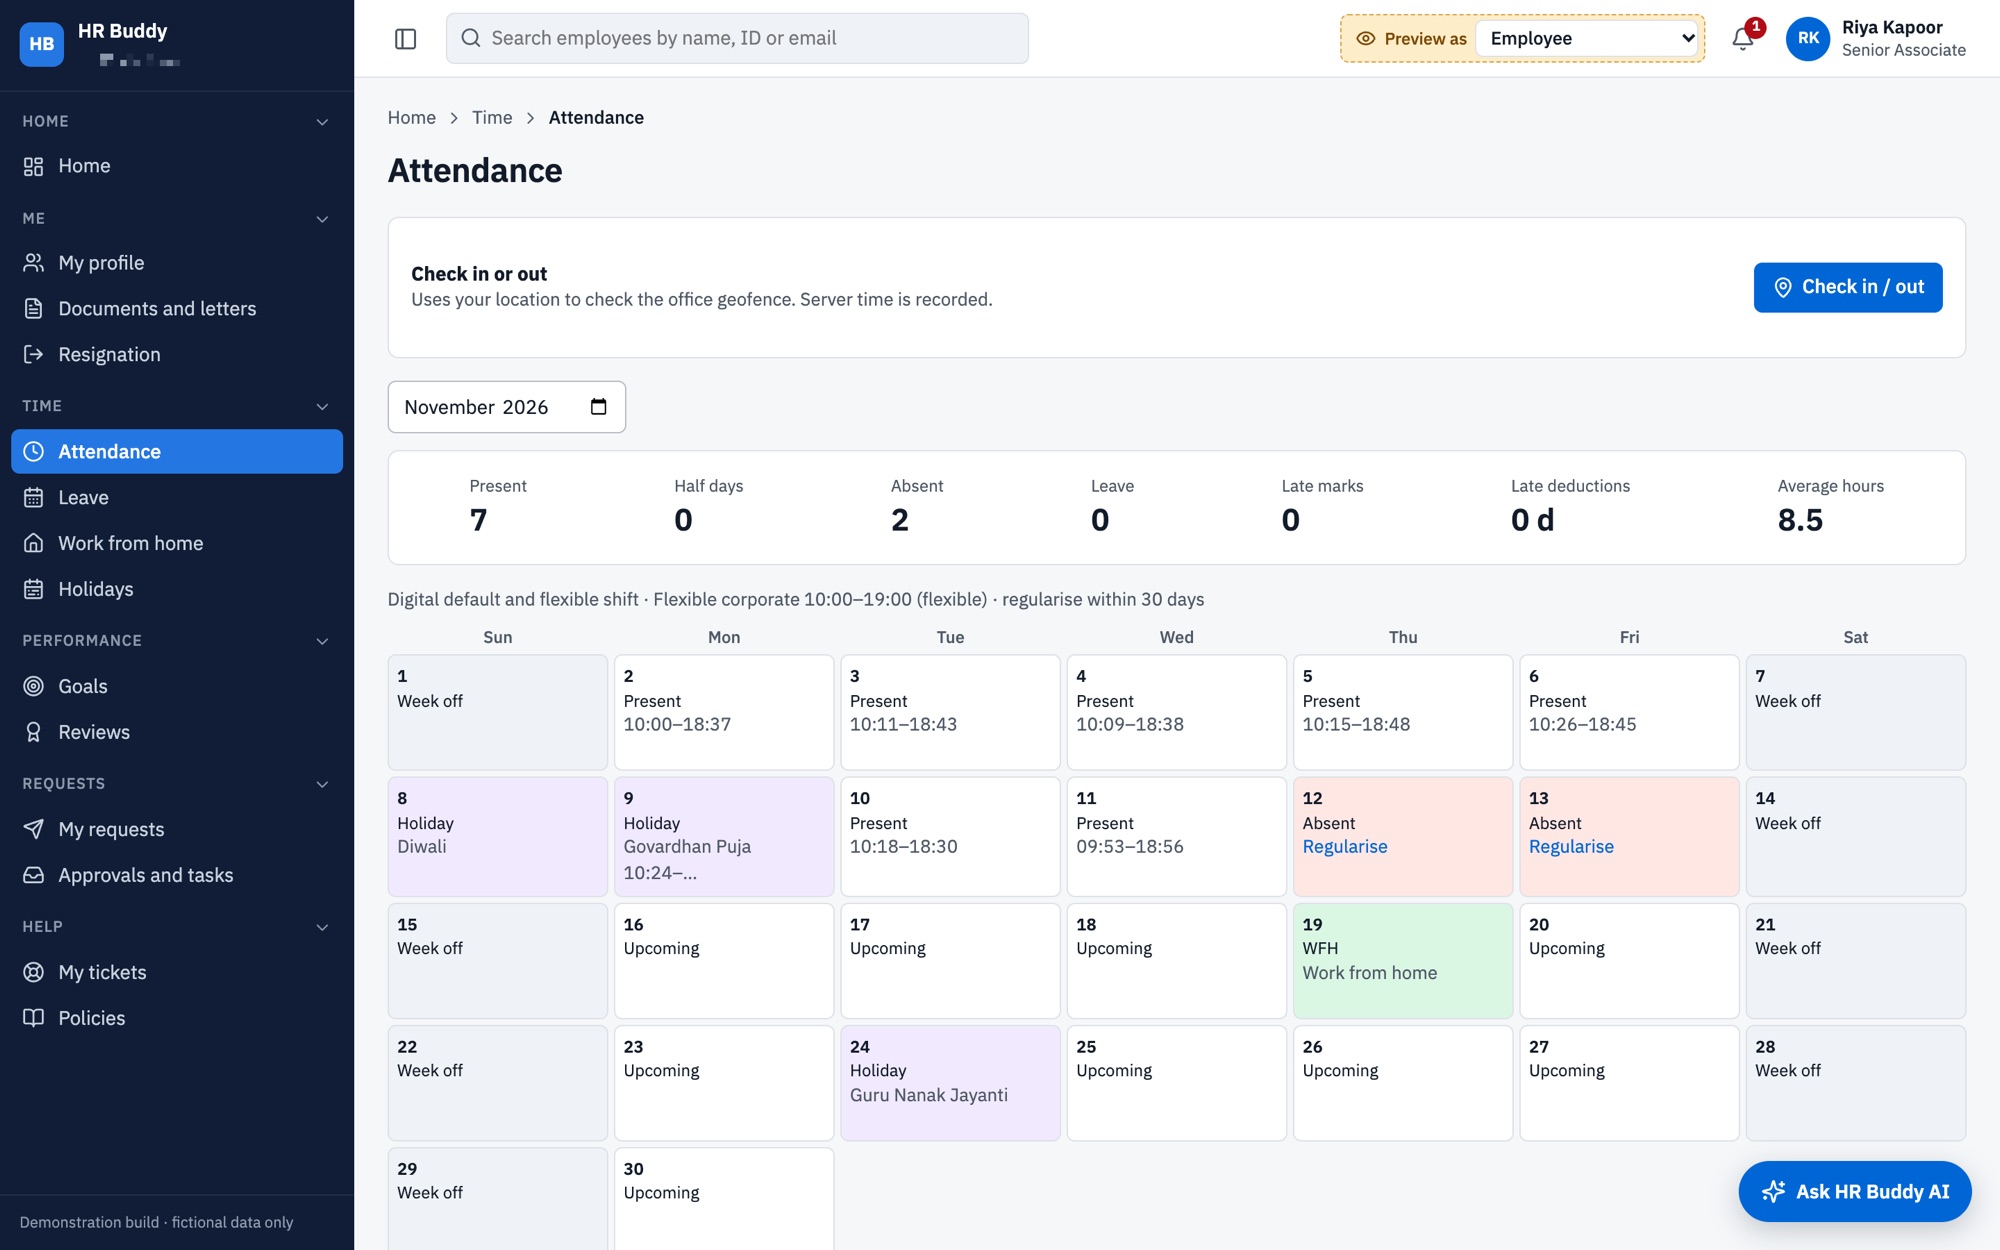 HB
HR Buddy
HOME
Home
ME
My profile
Documents and letters
Resignation
TIME
Attendance
Leave
Work from home
Holidays
PERFORMANCE
Goals
Reviews
REQUESTS
My requests
Approvals and tasks
HELP
My tickets
Policies
Demonstration build · fictional data only
Search employees by name, ID or email
Preview as
Employee
1
RK
Riya Kapoor
Senior Associate
Home > Time > Attendance
Attendance
Check in or out
Uses your location to check the office geofence. Server time is recorded.
Check in / out
November 2026
Present Half days Absent Leave Late marks Late deductions Average hours
7 0 2 0 0 0 d 8.5
Digital default and flexible shift · Flexible corporate 10:00–19:00 (flexible) · regularise within 30 days
Sun Mon Tue Wed Thu Fri Sat
1 2 3 4 5 6 7
Week off Present Present Present Present Present Week off
10:00–18:37 10:11–18:43 10:09–18:38 10:15–18:48 10:26–18:45
8 9 10 11 12 13 14
Holiday Holiday Present Present Absent Absent Week off
Diwali Govardhan Puja 10:18–18:30 09:53–18:56 Regularise Regularise
10:24–...
15 16 17 18 19 20 21
Week off Upcoming Upcoming Upcoming WFH Upcoming Week off
Work from home
22 23 24 25 26 27 28
Week off Upcoming Holiday Upcoming Upcoming Upcoming Week off
Guru Nanak Jayanti
29 30
Week off Upcoming
Ask HR Buddy AI